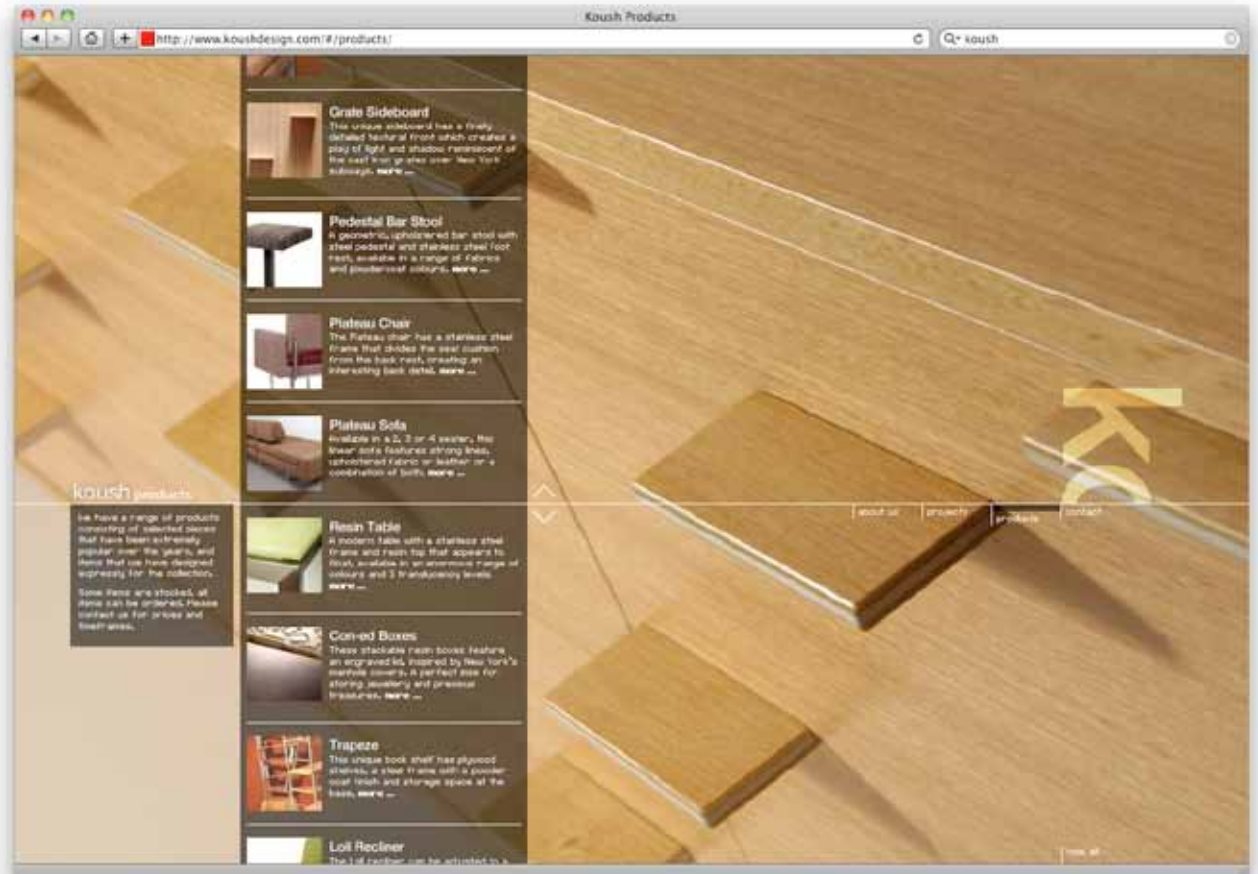 Koush Products
http://www.koushdesign.com/#/products/
koush
Grate Sideboard
This unique sideboard has a finely
detailed textural front which creates a
play of light and shadow reminiscent of
the cast iron grates over New York
subways. more ...
Pedestal Bar Stool
A geometric, upholstered bar stool with
steel pedestal and stainless steel foot
rest, available in a range of fabrics
and powdercoat colours. more ...
Plateau Chair
The Plateau chair has a stainless steel
frame that divides the seat cushion
from the back rest, creating an
interesting back detail. more ...
Plateau Sofa
Available in a 2, 3 or 4 seater, this
linear sofa features strong lines,
upholstered fabric or leather or a
combination of both. more ...
koush products
We have a range of products
consisting of selected pieces
that have been extremely
popular over the years, and
items that we have designed
expressly for the collection.
Some items are stocked, all
items can be ordered. Please
contact us for prices and
timeframes.
Resin Table
A modern table with a stainless steel
frame and resin top that appears to
float, available in an enormous range of
colours and 3 translucency levels
more ...
Con-ed Boxes
These stackable resin boxes feature
an engraved lid, inspired by New York's
manhole covers. A perfect size for
storing jewellery and precious
treasures. more ...
Trapeze
This unique book shelf has plywood
shelves, a steel frame with a powder
coat finish and storage space at the
base. more ...
Loll Recliner
The Loll recliner can be adjusted in a
about us
projects
products
contact
KO